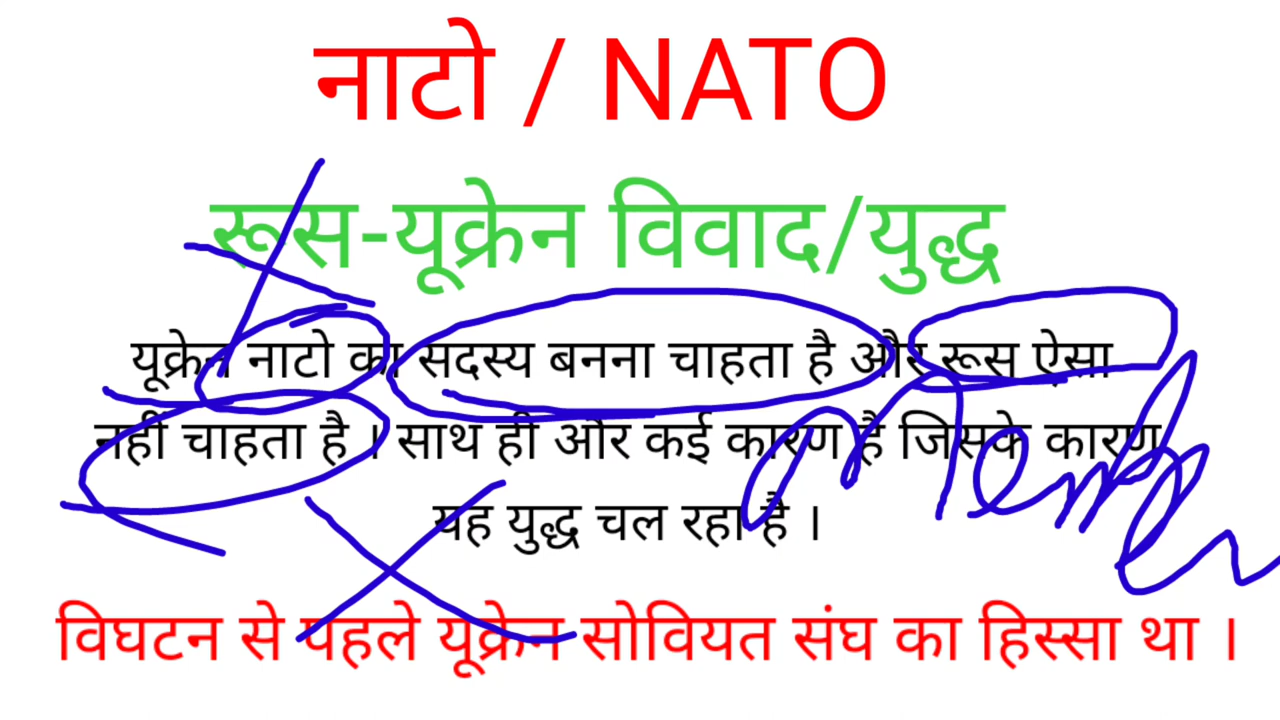 नाटो / NATO
रूस-यूक्रेन विवाद/युद्ध
यूक्रेन नाटो का सदस्य बनना चाहता है और रूस ऐसा
नहीं चाहता है । साथ ही और कई कारण है जिसके कारण
यह युद्ध चल रहा है ।
विघटन से पहले यूक्रेन सोवियत संघ का हिस्सा था ।